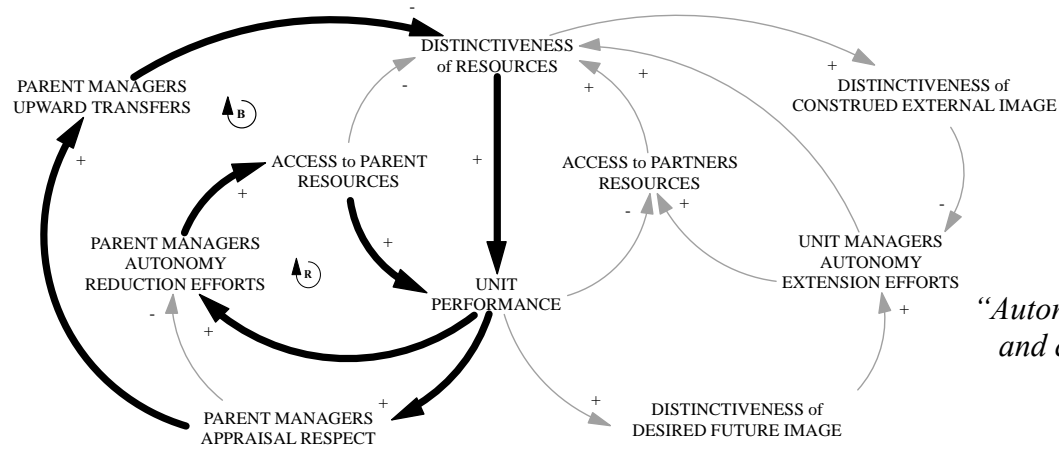 DISTINCTIVENESS
of RESOURCES
PARENT MANAGERS
UPWARD TRANSFERS
DISTINCTIVENESS of
CONSTRUED EXTERNAL IMAGE
B
ACCESS to PARENT
RESOURCES
ACCESS to PARTNERS
RESOURCES
PARENT MANAGERS
AUTONOMY
REDUCTION EFFORTS
R
UNIT
PERFORMANCE
UNIT MANAGERS
AUTONOMY
EXTENSION EFFORTS
PARENT MANAGERS
APPRAISAL RESPECT
DISTINCTIVENESS of
DESIRED FUTURE IMAGE
-
+
-
+
+
+
+
+
+
-
+
-
+
-
+
+
+
+
and